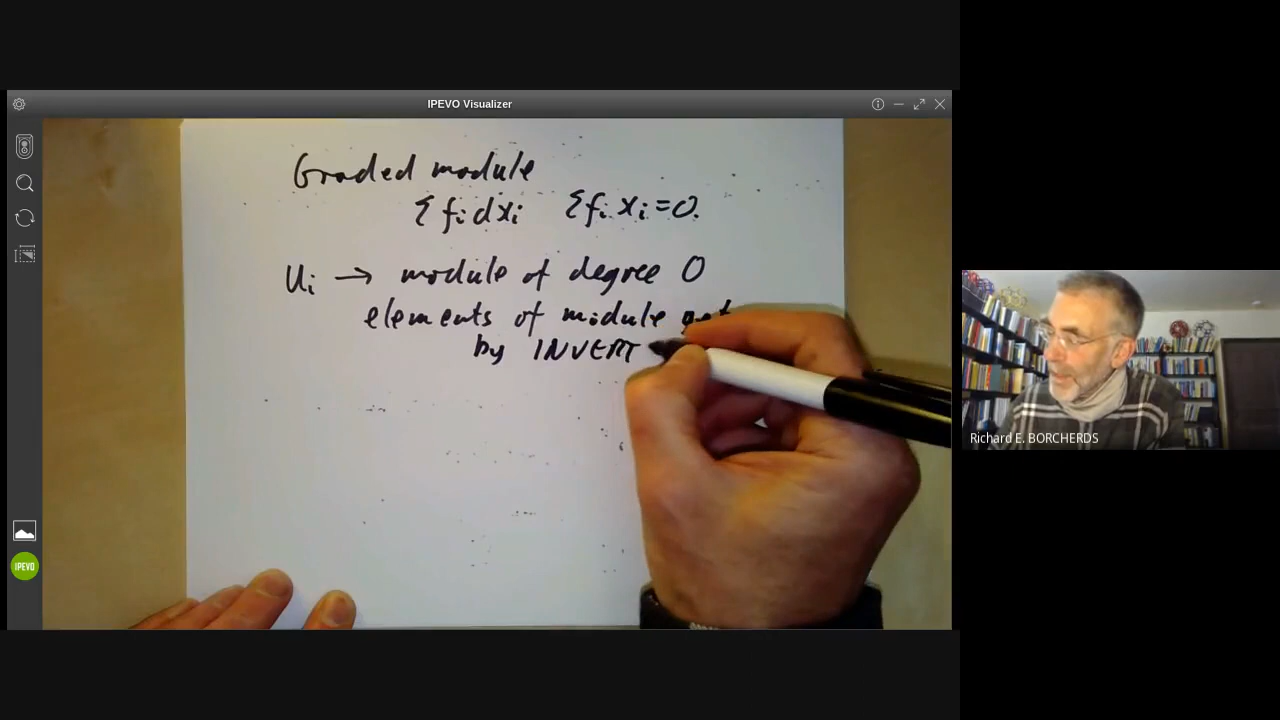 IPEVO Visualizer
Graded module
Σ fi dxi Σ fi xi = 0.
Ui → module of degree 0
elements of module
by INVERT
IPEVO
Richard E. BORCHERDS